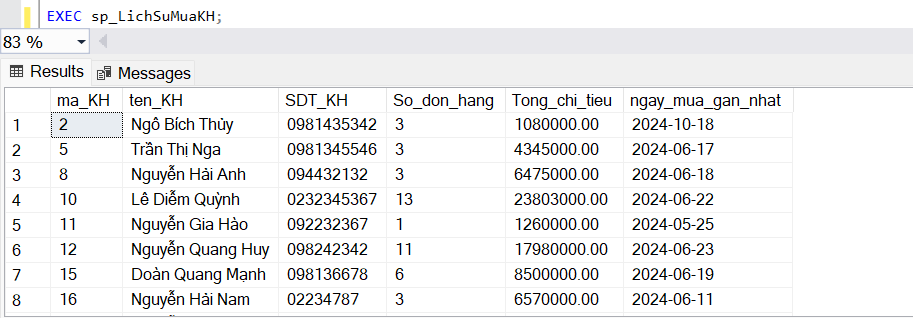 EXEC sp_LichSuMuaKH;
83 %
Results Messages
ma_KH ten_KH SDT_KH So_don_hang Tong_chi_tieu ngay_mua_gan_nhat
1 2 Ngô Bích Thủy 0981435342 3 1080000.00 2024-10-18
2 5 Trần Thị Nga 0981345546 3 4345000.00 2024-06-17
3 8 Nguyễn Hải Anh 094432132 3 6475000.00 2024-06-18
4 10 Lê Diễm Quỳnh 0232345367 13 23803000.00 2024-06-22
5 11 Nguyễn Gia Hào 092232367 1 1260000.00 2024-05-25
6 12 Nguyễn Quang Huy 098242342 11 17980000.00 2024-06-23
7 15 Doàn Quang Mạnh 098136678 6 8500000.00 2024-06-19
8 16 Nguyễn Hải Nam 02234787 3 6570000.00 2024-06-11